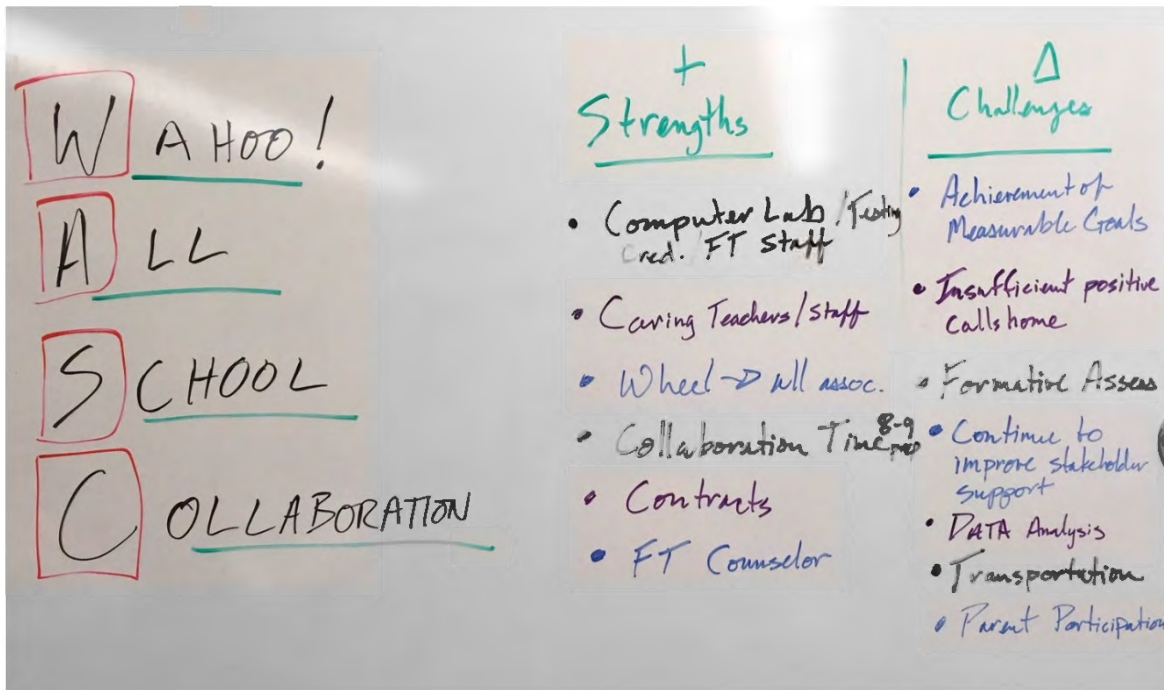 WAHOO!
ALL
SCHOOL
COLLABORATION
+
Strengths
• Computer Lab / Testing
Cred. / FT Staff
• Caring Teachers/Staff
• Wheel → all assoc.
• Collaboration Time 8-9 prep
• Contracts
• FT Counselor
Δ
Challenges
• Achievement of
Measurable Goals
• Insufficient positive
calls home
• Formative Assess
• Continue to
improve stakeholder
support
• DATA Analysis
• Transportation
• Parent Participation